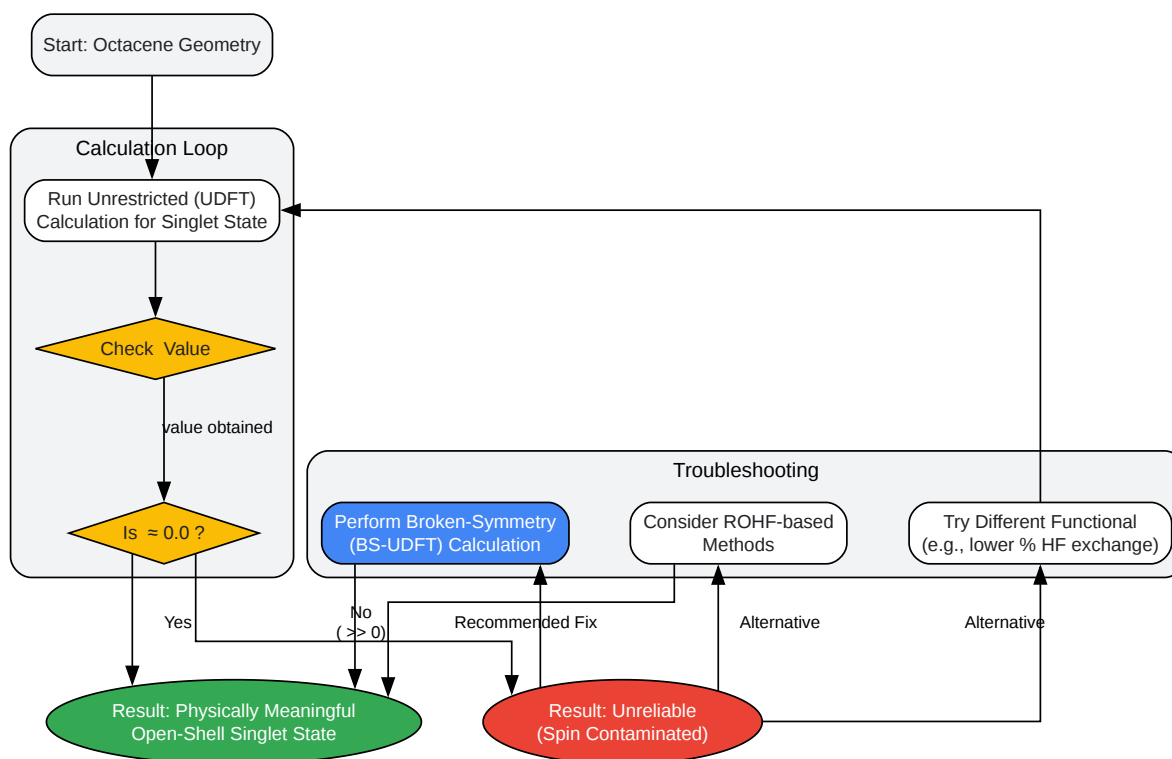 Start: Octacene Geometry
Calculation Loop
Run Unrestricted (UDFT)
Calculation for Singlet State
Check  Value
value obtained
Is  ≈ 0.0 ?
Troubleshooting
Perform Broken-Symmetry
(BS-UDFT) Calculation
Consider ROHF-based
Methods
Try Different Functional
(e.g., lower % HF exchange)
Yes
No
( >> 0)
Recommended Fix
Alternative
Alternative
Result: Physically Meaningful
Open-Shell Singlet State
Result: Unreliable
(Spin Contaminated)